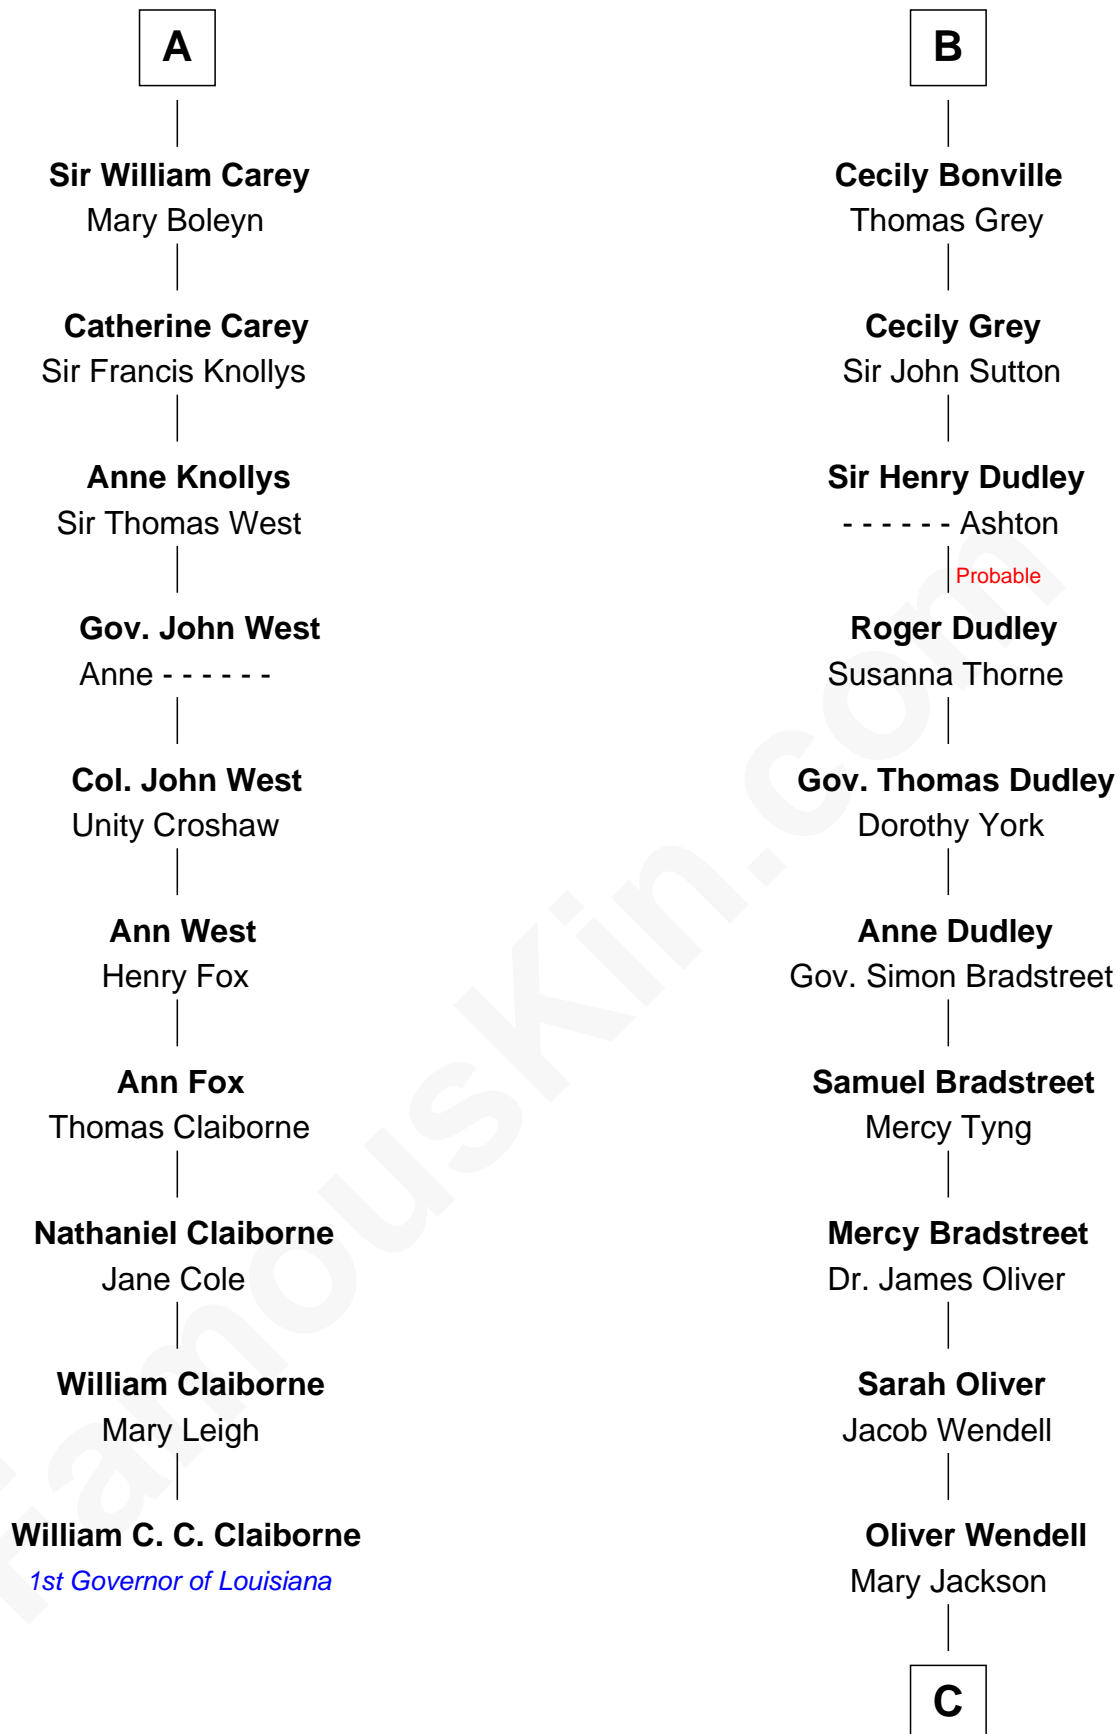 A
Sir William Carey
Mary Boleyn
Catherine Carey
Sir Francis Knollys
Anne Knollys
Sir Thomas West
Gov. John West
Anne - - - - - -
Col. John West
Unity Croshaw
Ann West
Henry Fox
Ann Fox
Thomas Claiborne
Nathaniel Claiborne
Jane Cole
William Claiborne
Mary Leigh
William C. C. Claiborne
1st Governor of Louisiana
B
Cecily Bonville
Thomas Grey
Cecily Grey
Sir John Sutton
Sir Henry Dudley
- - - - - - Ashton
Probable
Roger Dudley
Susanna Thorne
Gov. Thomas Dudley
Dorothy York
Anne Dudley
Gov. Simon Bradstreet
Samuel Bradstreet
Mercy Tyng
Mercy Bradstreet
Dr. James Oliver
Sarah Oliver
Jacob Wendell
Oliver Wendell
Mary Jackson
C
FamousKin.com